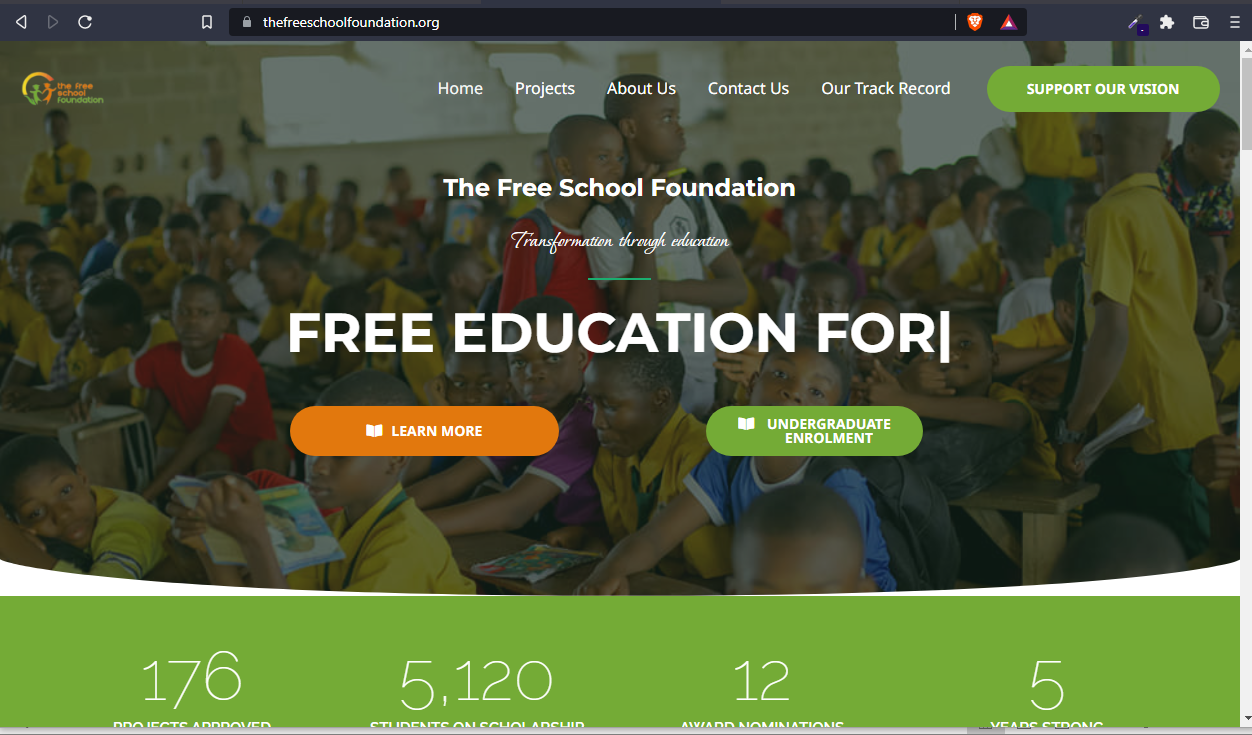 thefreeschoolfoundation.org
the free
school
foundation
Home
Projects
About Us
Contact Us
Our Track Record
SUPPORT OUR VISION
The Free School Foundation
Transformation through education
FREE EDUCATION FOR|
LEARN MORE
UNDERGRADUATE
ENROLMENT
176
5,120
12
5
PROJECTS APPROVED
STUDENTS ON SCHOLARSHIP
AWARD NOMINATIONS
YEARS STRONG